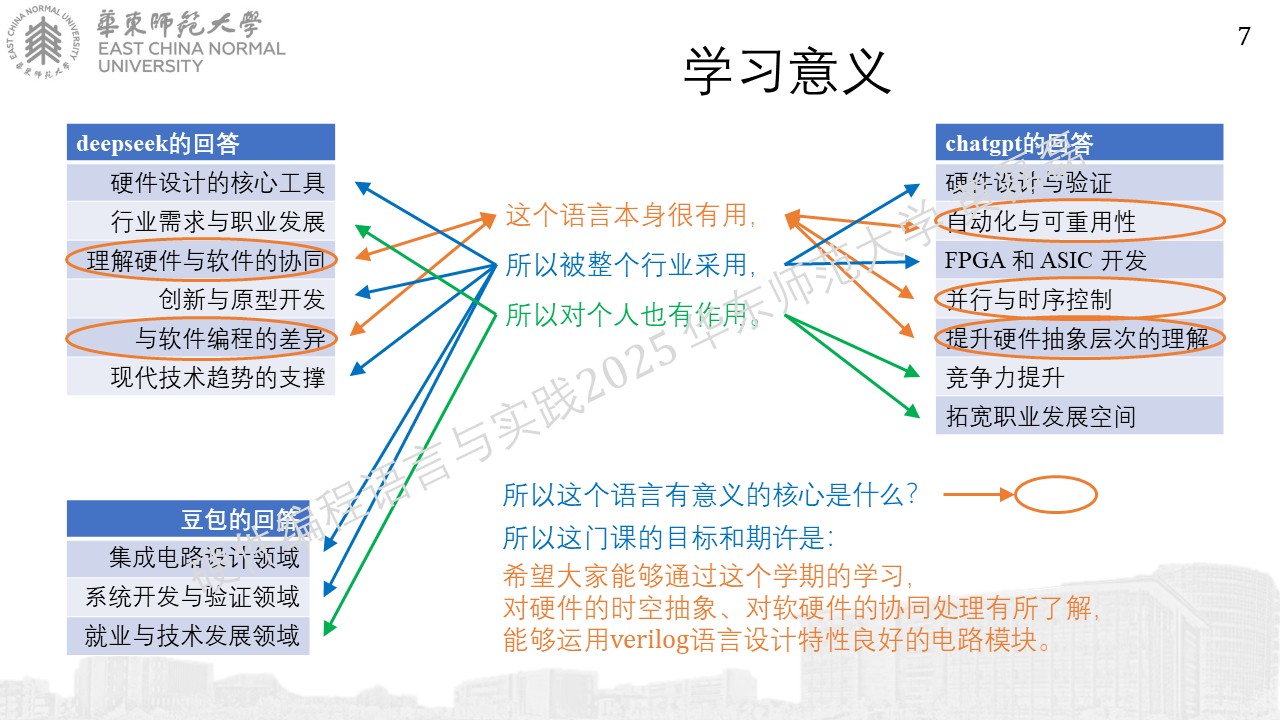 華東師範大學
EAST CHINA NORMAL
UNIVERSITY
EAST CHINA NORMAL UNIVERSITY
華東师范大学
7
学习意义
deepseek的回答
硬件设计的核心工具
行业需求与职业发展
理解硬件与软件的协同
创新与原型开发
与软件编程的差异
现代技术趋势的支撑
这个语言本身很有用，
所以被整个行业采用，
所以对个人也有作用。
chatgpt的回答
硬件设计与验证
自动化与可重用性
FPGA 和 ASIC 开发
并行与时序控制
提升硬件抽象层次的理解
竞争力提升
拓宽职业发展空间
豆包的回答
集成电路设计领域
系统开发与验证领域
就业与技术发展领域
所以这个语言有意义的核心是什么？
所以这门课的目标和期许是：
希望大家能够通过这个学期的学习，
对硬件的时空抽象、对软硬件的协同处理有所了解，
能够运用verilog语言设计特性良好的电路模块。
硬件编程语言与实践2025 华东师范大学